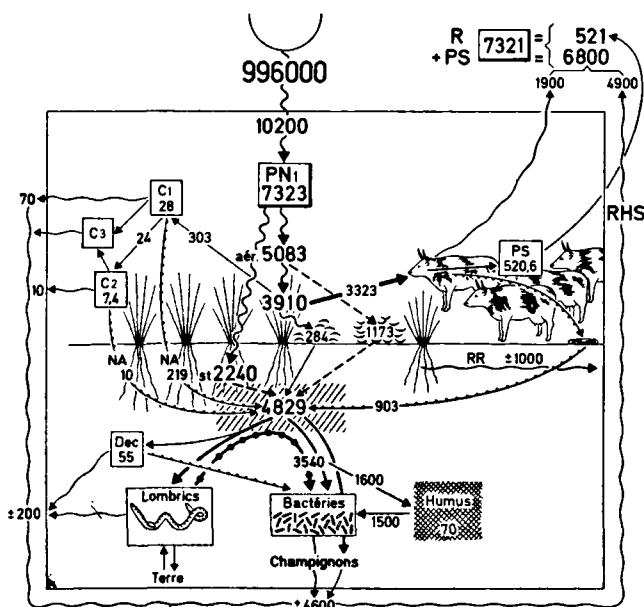 R 7321 = 521
+ PS = 6800
1900 4900
996000
10200
PN1
7323
C1
28
70
C3
24
303
aér. 5083
RHS
PS
520,6
C2
7,4
10
3910
3323
284
1173
NA
10
NA
219
st 2240
RR ±1000
4829
903
Dec
55
3540
1600
Lombrics
Bactéries
1500
Humus
70
±200
Terre
Champignons
±4600